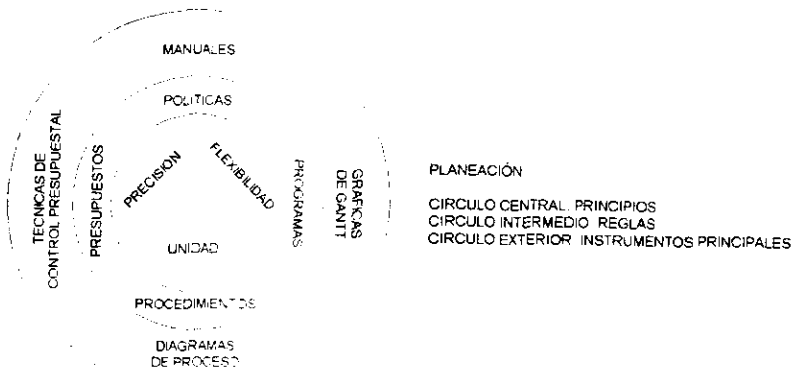 MANUALES
POLITICAS
TECNICAS DE
CONTROL PRESUPUESTAL
PRESUPUESTOS
PRECISION
FLEXIBILIDAD
PROGRAMAS
GRAFICAS
DE GANTT
UNIDAD
PROCEDIMIENTOS
DIAGRAMAS
DE PROCESO
PLANEACIÓN
CIRCULO CENTRAL. PRINCIPIOS
CIRCULO INTERMEDIO REGLAS
CIRCULO EXTERIOR INSTRUMENTOS PRINCIPALES